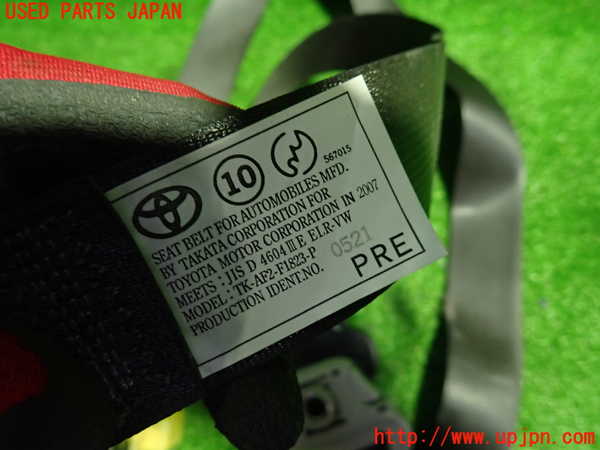 USED PARTS JAPAN
10
567015
SEAT BELT FOR AUTOMOBILES MFD.
BY TAKATA CORPORATION FOR
TOYOTA MOTOR CORPORATION IN 2007
MEETS : JIS D 4604 III E ELR-VW
MODEL : TK-AF2-F1823-P
PRODUCTION IDENT.NO. 0521
PRE
http://www.upjpn.com/